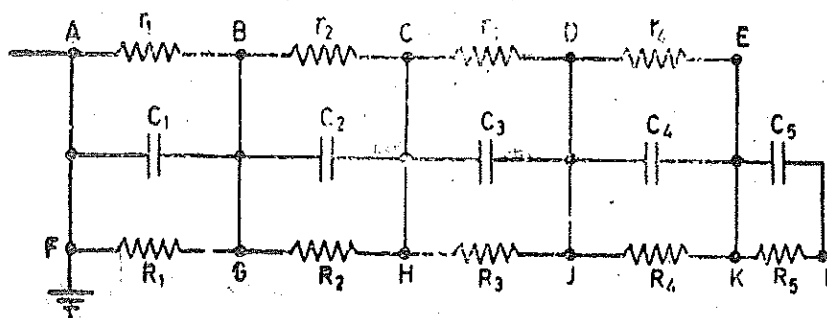 A r₁ B r₂ C D r₄ E
C₁ C₂ C₃ C₄ C₅
F R₁ G R₂ H R₃ J R₄ K R₅